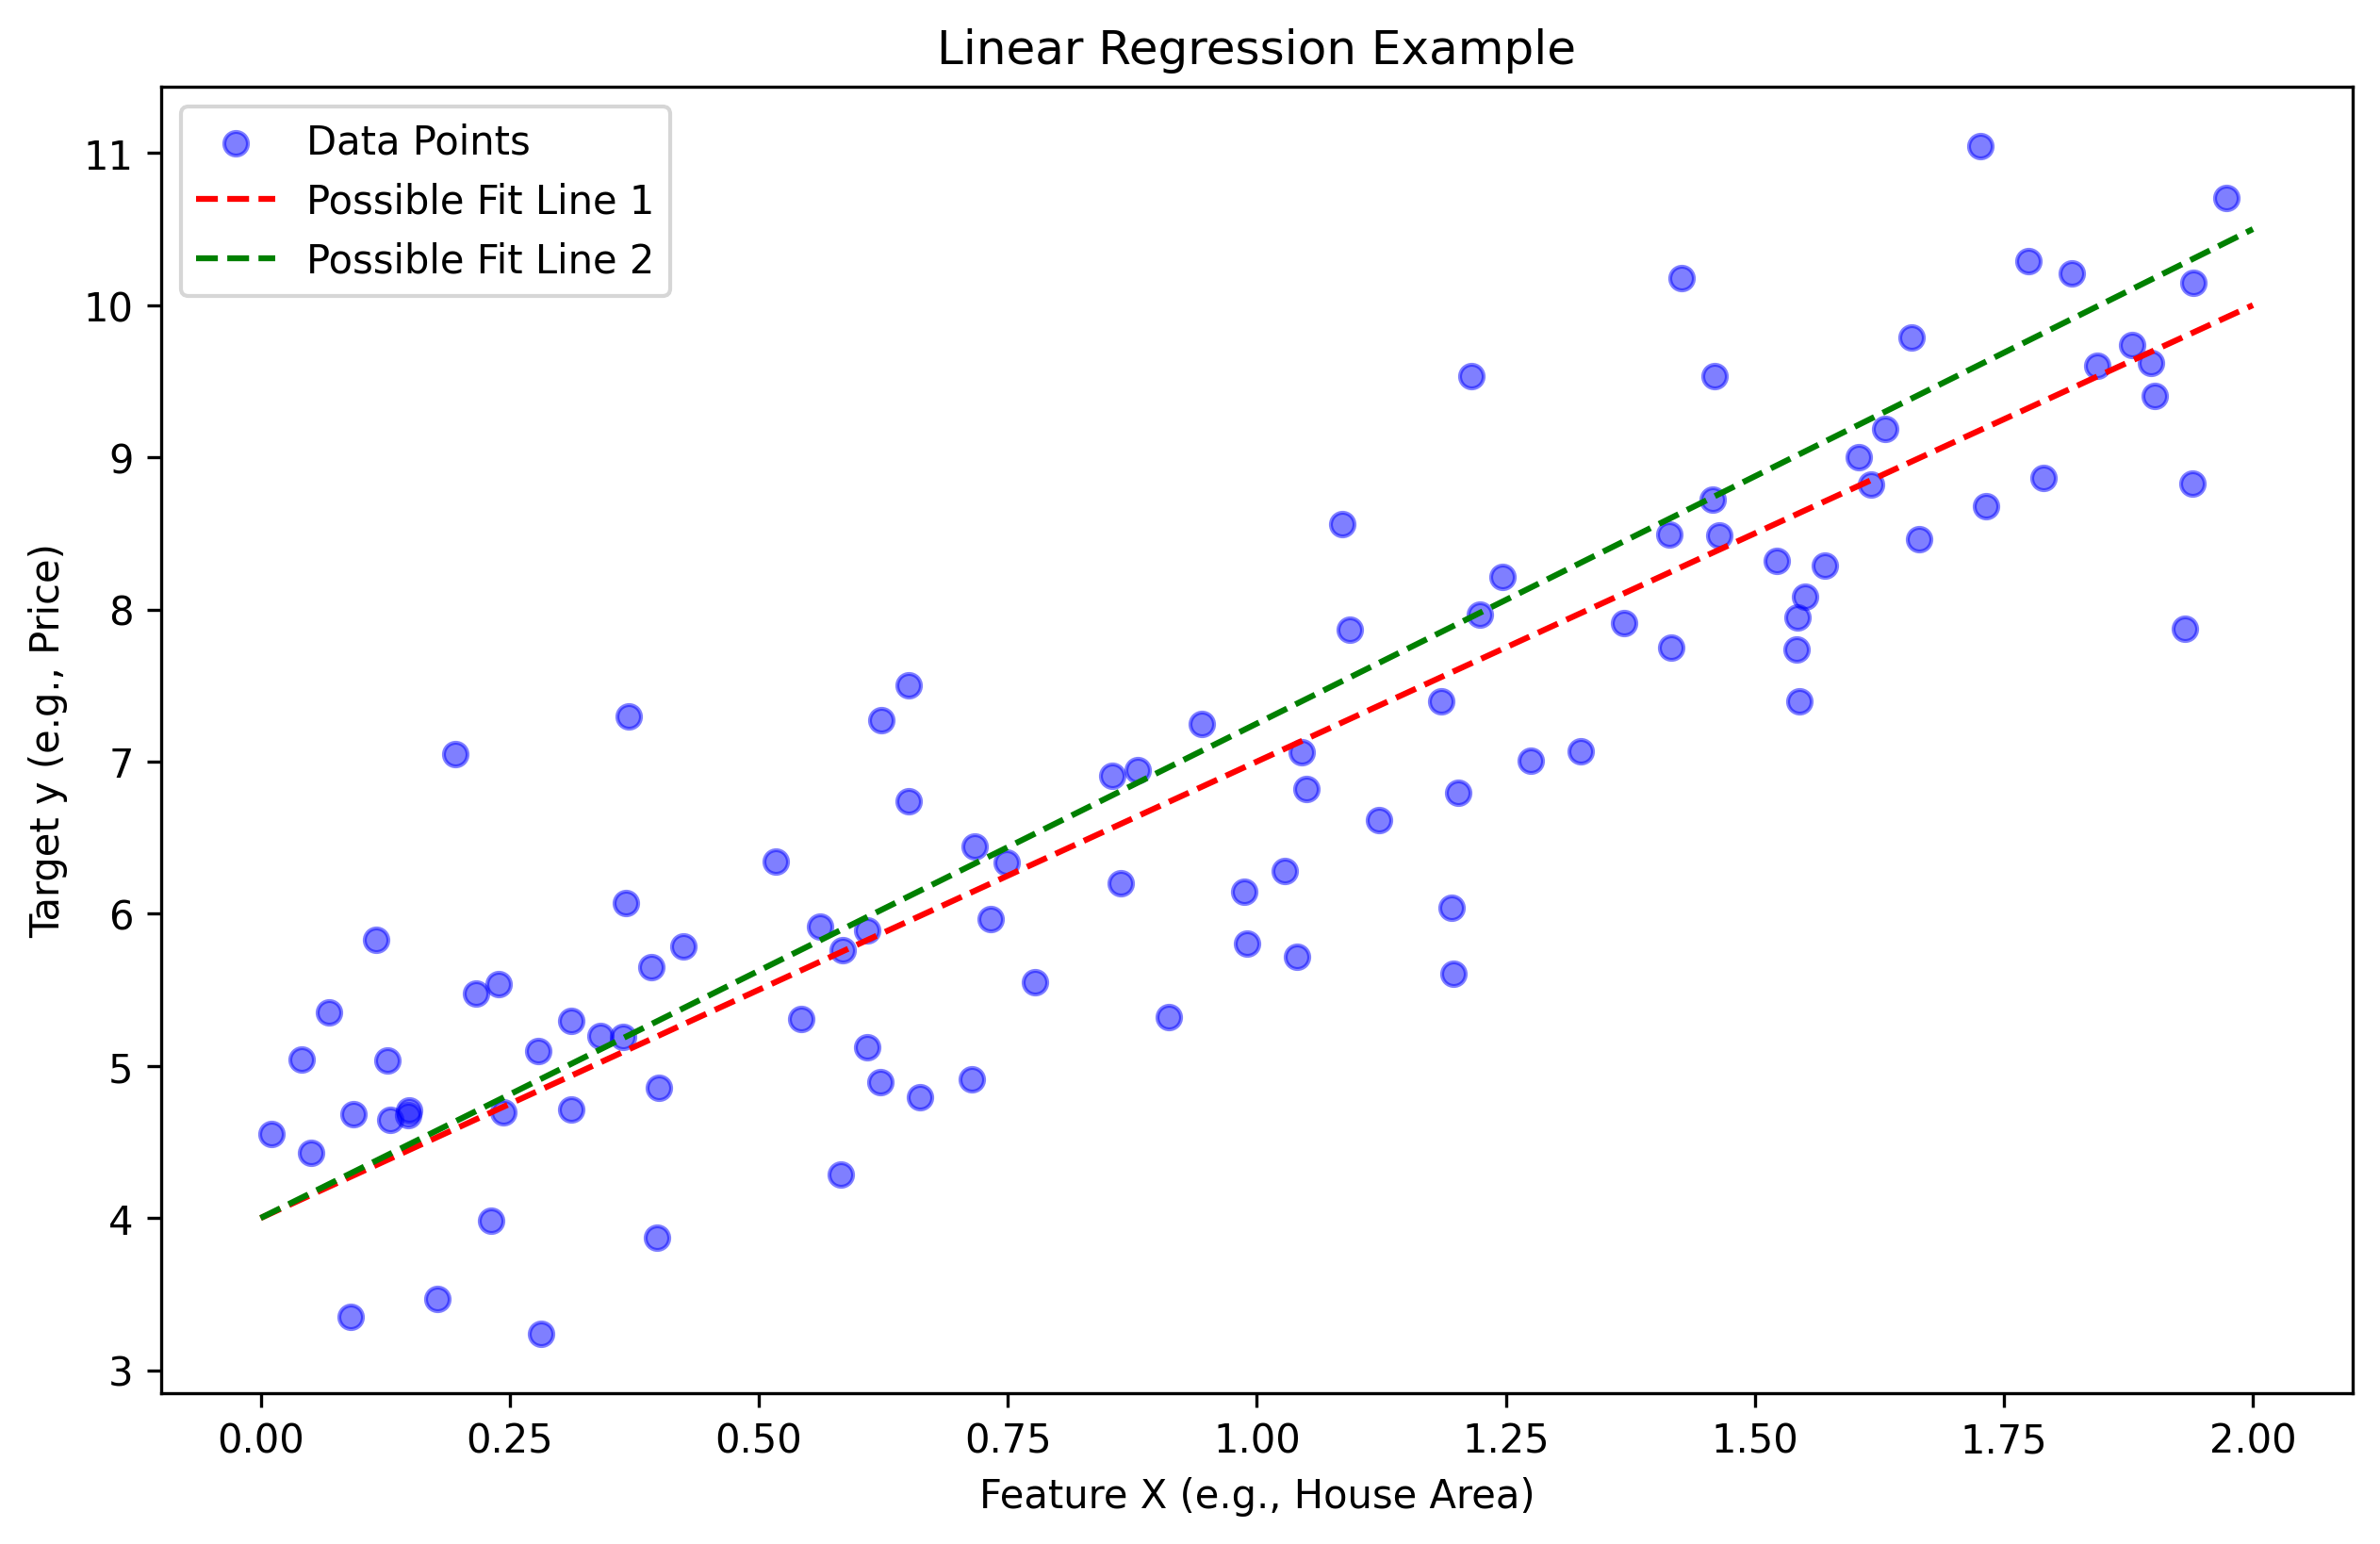 Linear Regression Example
Data Points
Possible Fit Line 1
Possible Fit Line 2
11
10
9
8
7
6
5
4
3
Target y (e.g., Price)
0.00 0.25 0.50 0.75 1.00 1.25 1.50 1.75 2.00
Feature X (e.g., House Area)